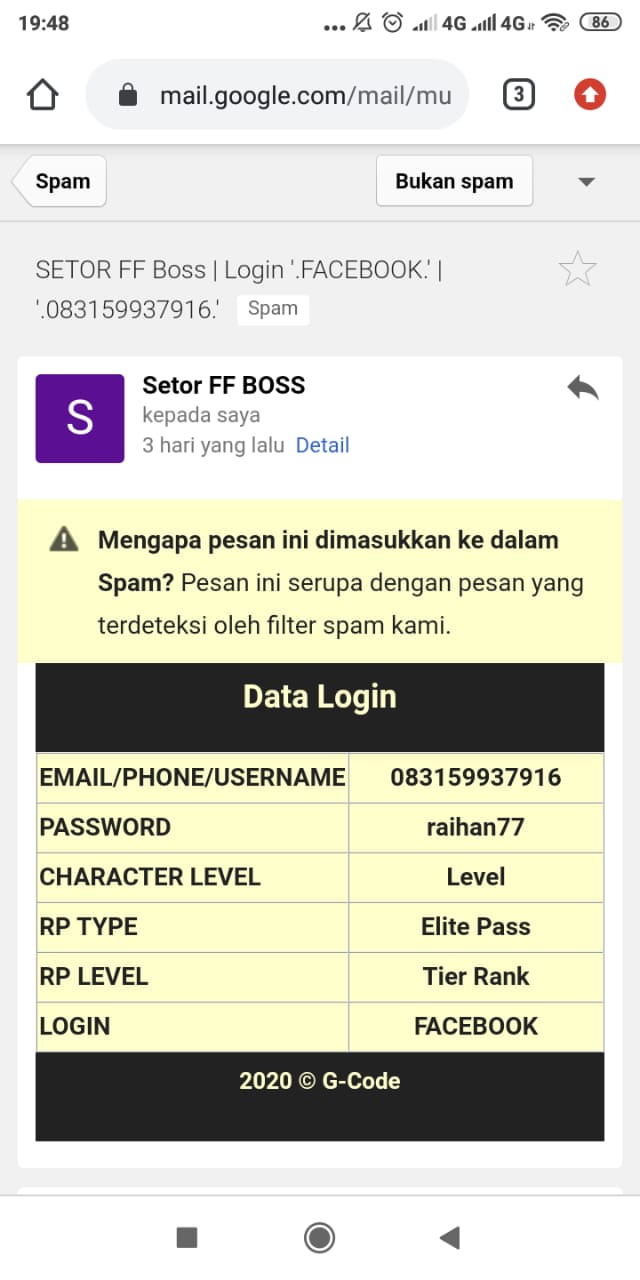 19:48
... 4G 4G 86
mail.google.com/mail/mu
3
Spam
Bukan spam
SETOR FF Boss | Login '.FACEBOOK.' |
'.083159937916.' Spam
S
Setor FF BOSS
kepada saya
3 hari yang lalu Detail
Mengapa pesan ini dimasukkan ke dalam
Spam? Pesan ini serupa dengan pesan yang
terdeteksi oleh filter spam kami.
Data Login
EMAIL/PHONE/USERNAME 083159937916
PASSWORD raihan77
CHARACTER LEVEL Level
RP TYPE Elite Pass
RP LEVEL Tier Rank
LOGIN FACEBOOK
2020 © G-Code